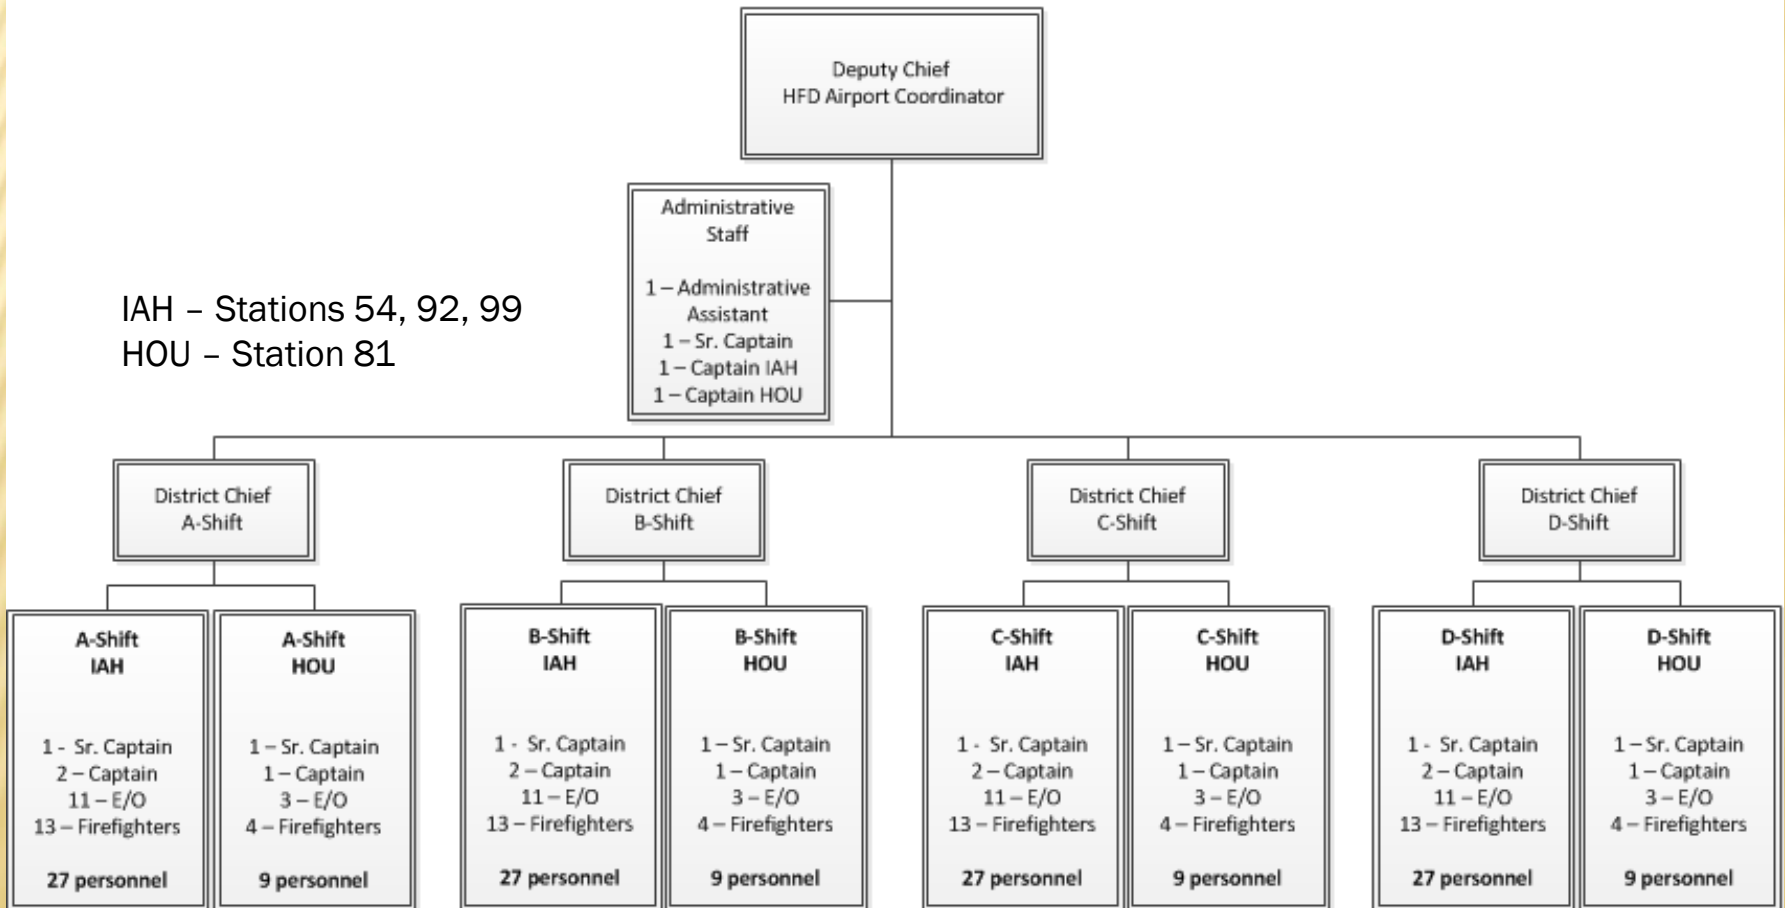 Deputy Chief
HFD Airport Coordinator
Administrative
Staff
1 – Administrative
Assistant
1 – Sr. Captain
1 – Captain IAH
1 – Captain HOU
IAH – Stations 54, 92, 99
HOU – Station 81
District Chief
A-Shift
District Chief
B-Shift
District Chief
C-Shift
District Chief
D-Shift
A-Shift
IAH
1 - Sr. Captain
2 – Captain
11 – E/O
13 – Firefighters
27 personnel
A-Shift
HOU
1 – Sr. Captain
1 – Captain
3 – E/O
4 – Firefighters
9 personnel
B-Shift
IAH
1 - Sr. Captain
2 – Captain
11 – E/O
13 – Firefighters
27 personnel
B-Shift
HOU
1 – Sr. Captain
1 – Captain
3 – E/O
4 – Firefighters
9 personnel
C-Shift
IAH
1 - Sr. Captain
2 – Captain
11 – E/O
13 – Firefighters
27 personnel
C-Shift
HOU
1 – Sr. Captain
1 – Captain
3 – E/O
4 – Firefighters
9 personnel
D-Shift
IAH
1 - Sr. Captain
2 – Captain
11 – E/O
13 – Firefighters
27 personnel
D-Shift
HOU
1 – Sr. Captain
1 – Captain
3 – E/O
4 – Firefighters
9 personnel